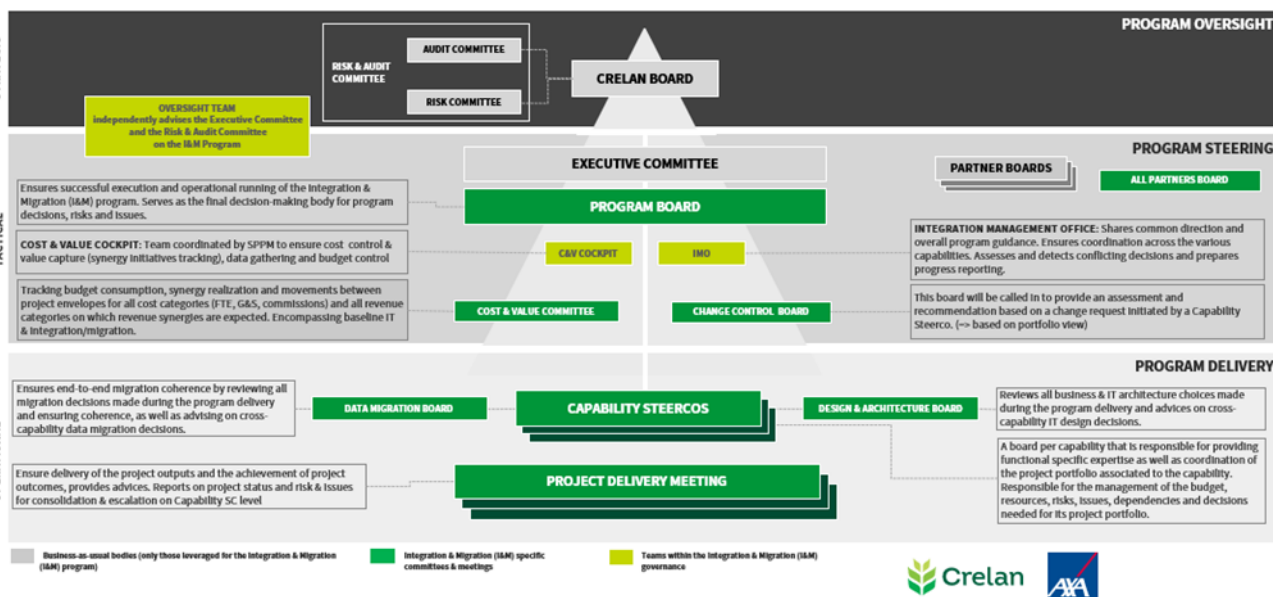 PROGRAM OVERSIGHT
AUDIT COMMITTEE
RISK & AUDIT
COMMITTEE
RISK COMMITTEE
CRELAN BOARD
OVERSIGHT TEAM
independently advises the Executive Committee
and the Risk & Audit Committee
on the I&M Program
PROGRAM STEERING
EXECUTIVE COMMITTEE
PARTNER BOARDS
ALL PARTNERS BOARD
Ensures successful execution and operational running of the Integration &
Migration (I&M) program. Serves as the final decision-making body for program
decisions, risks and issues.
PROGRAM BOARD
COST & VALUE COCKPIT: Team coordinated by SPPM to ensure cost control &
value capture (synergy initiatives tracking), data gathering and budget control
C&V COCKPIT
IMO
INTEGRATION MANAGEMENT OFFICE: Shares common direction and
overall program guidance. Ensures coordination across the various
capabilities. Assesses and detects conflicting decisions and prepares
progress reporting.
Tracking budget consumption, synergy realization and movements between
project envelopes for all cost categories (FTE, G&S, commissions) and all revenue
categories on which revenue synergies are expected. Encompassing baseline IT
& integration/migration.
COST & VALUE COMMITTEE
CHANGE CONTROL BOARD
This board will be called in to provide an assessment and
recommendation based on a change request initiated by a Capability
Steerco. (-> based on portfolio view)
PROGRAM DELIVERY
Ensures end-to-end migration coherence by reviewing all
migration decisions made during the program delivery
and ensuring coherence, as well as advising on cross-
capability data migration decisions.
DATA MIGRATION BOARD
CAPABILITY STEERCOS
DESIGN & ARCHITECTURE BOARD
Reviews all business & IT architecture choices made
during the program delivery and advices on cross-
capability IT design decisions.
Ensure delivery of the project outputs and the achievement of project
outcomes, provides advices. Reports on project status and risk & issues
for consolidation & escalation on Capability SC level
PROJECT DELIVERY MEETING
A board per capability that is responsible for providing
functional specific expertise as well as coordination of
the project portfolio associated to the capability.
Responsible for the management of the budget,
resources, risks, issues, dependencies and decisions
needed for its project portfolio.
Business-as-usual bodies (only those leveraged for the Integration & Migration
(I&M) program)
Integration & Migration (I&M) specific
committees & meetings
Teams within the Integration & Migration (I&M)
governance
Crelan
AXA